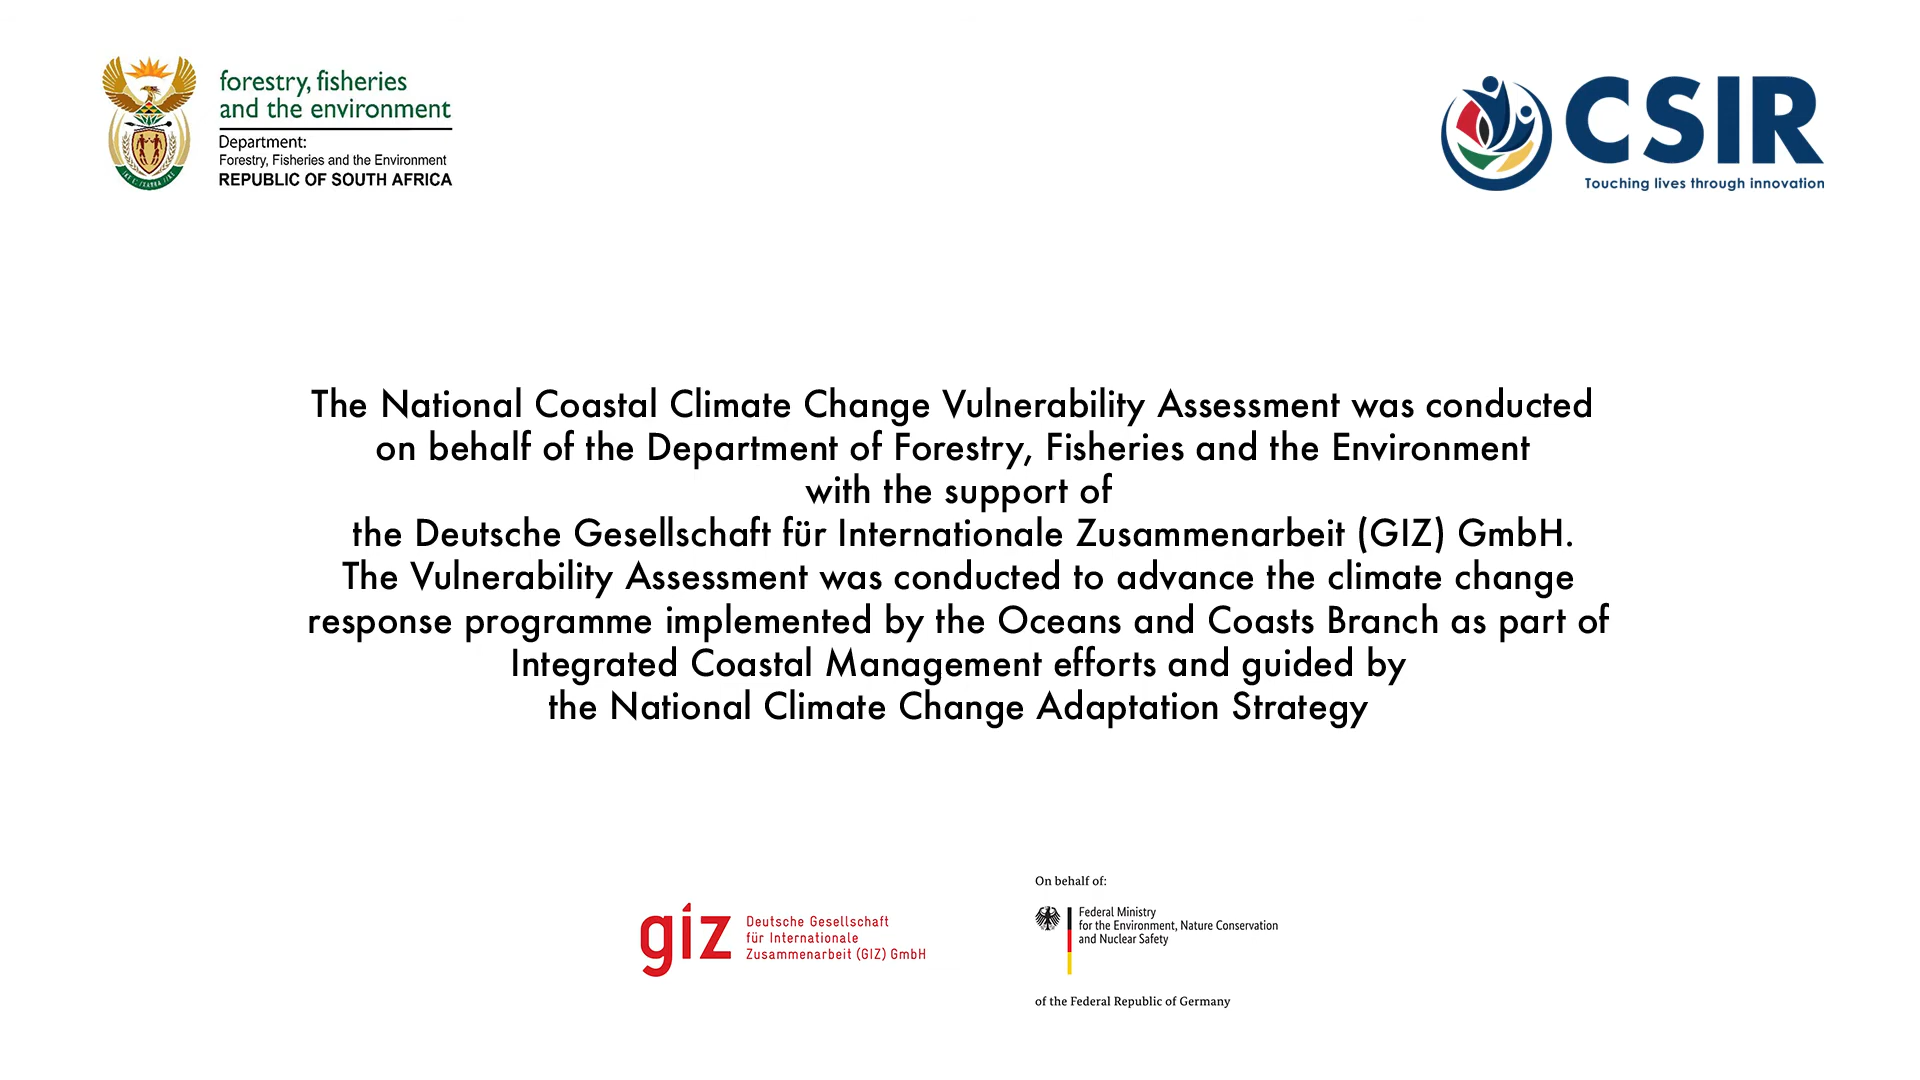 forestry, fisheries
and the environment
Department:
Forestry, Fisheries and the Environment
REPUBLIC OF SOUTH AFRICA
CSIR
Touching lives through innovation
The National Coastal Climate Change Vulnerability Assessment was conducted
on behalf of the Department of Forestry, Fisheries and the Environment
with the support of
the Deutsche Gesellschaft für Internationale Zusammenarbeit (GIZ) GmbH.
The Vulnerability Assessment was conducted to advance the climate change
response programme implemented by the Oceans and Coasts Branch as part of
Integrated Coastal Management efforts and guided by
the National Climate Change Adaptation Strategy
giz
Deutsche Gesellschaft
für Internationale
Zusammenarbeit (GIZ) GmbH
On behalf of:
Federal Ministry
for the Environment, Nature Conservation
and Nuclear Safety
of the Federal Republic of Germany